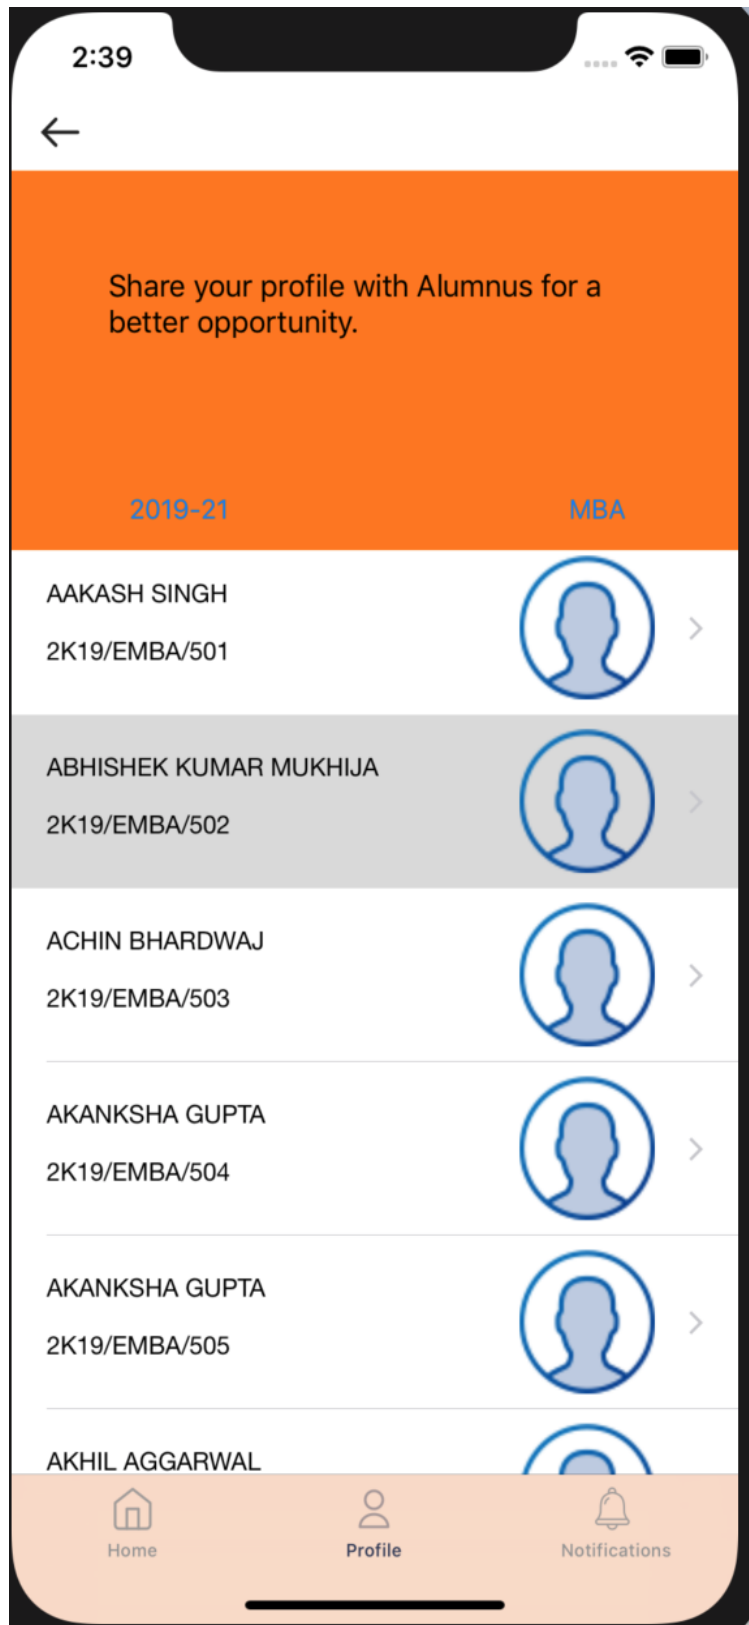 2:39
Share your profile with Alumnus for a
better opportunity.
2019-21 MBA
AAKASH SINGH
2K19/EMBA/501
ABHISHEK KUMAR MUKHIJA
2K19/EMBA/502
ACHIN BHARDWAJ
2K19/EMBA/503
AKANKSHA GUPTA
2K19/EMBA/504
AKANKSHA GUPTA
2K19/EMBA/505
AKHIL AGGARWAL
Home Profile Notifications